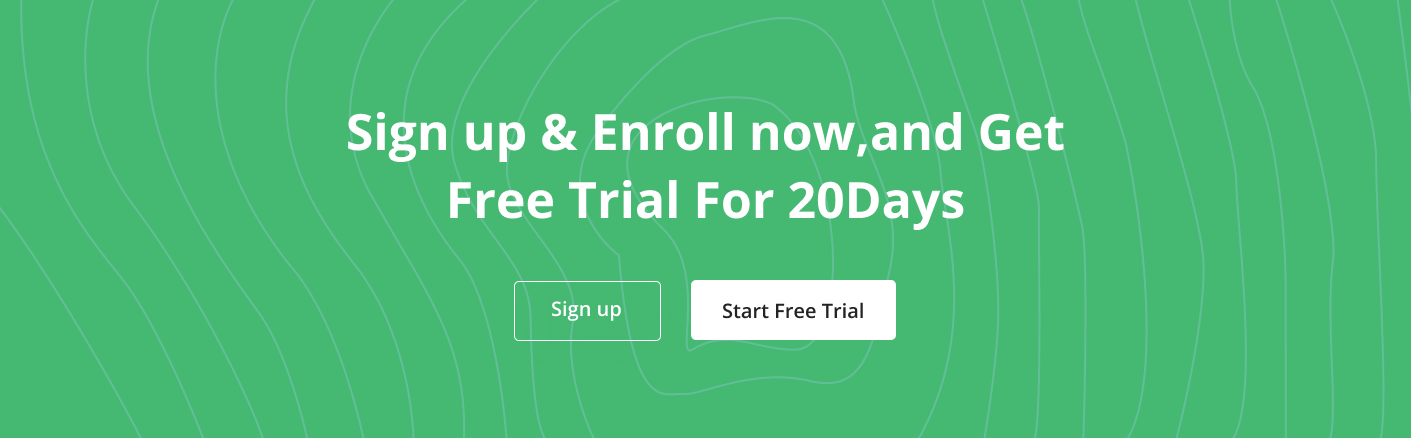 Sign up & Enroll now,and Get
Free Trial For 20Days
Sign up
Start Free Trial